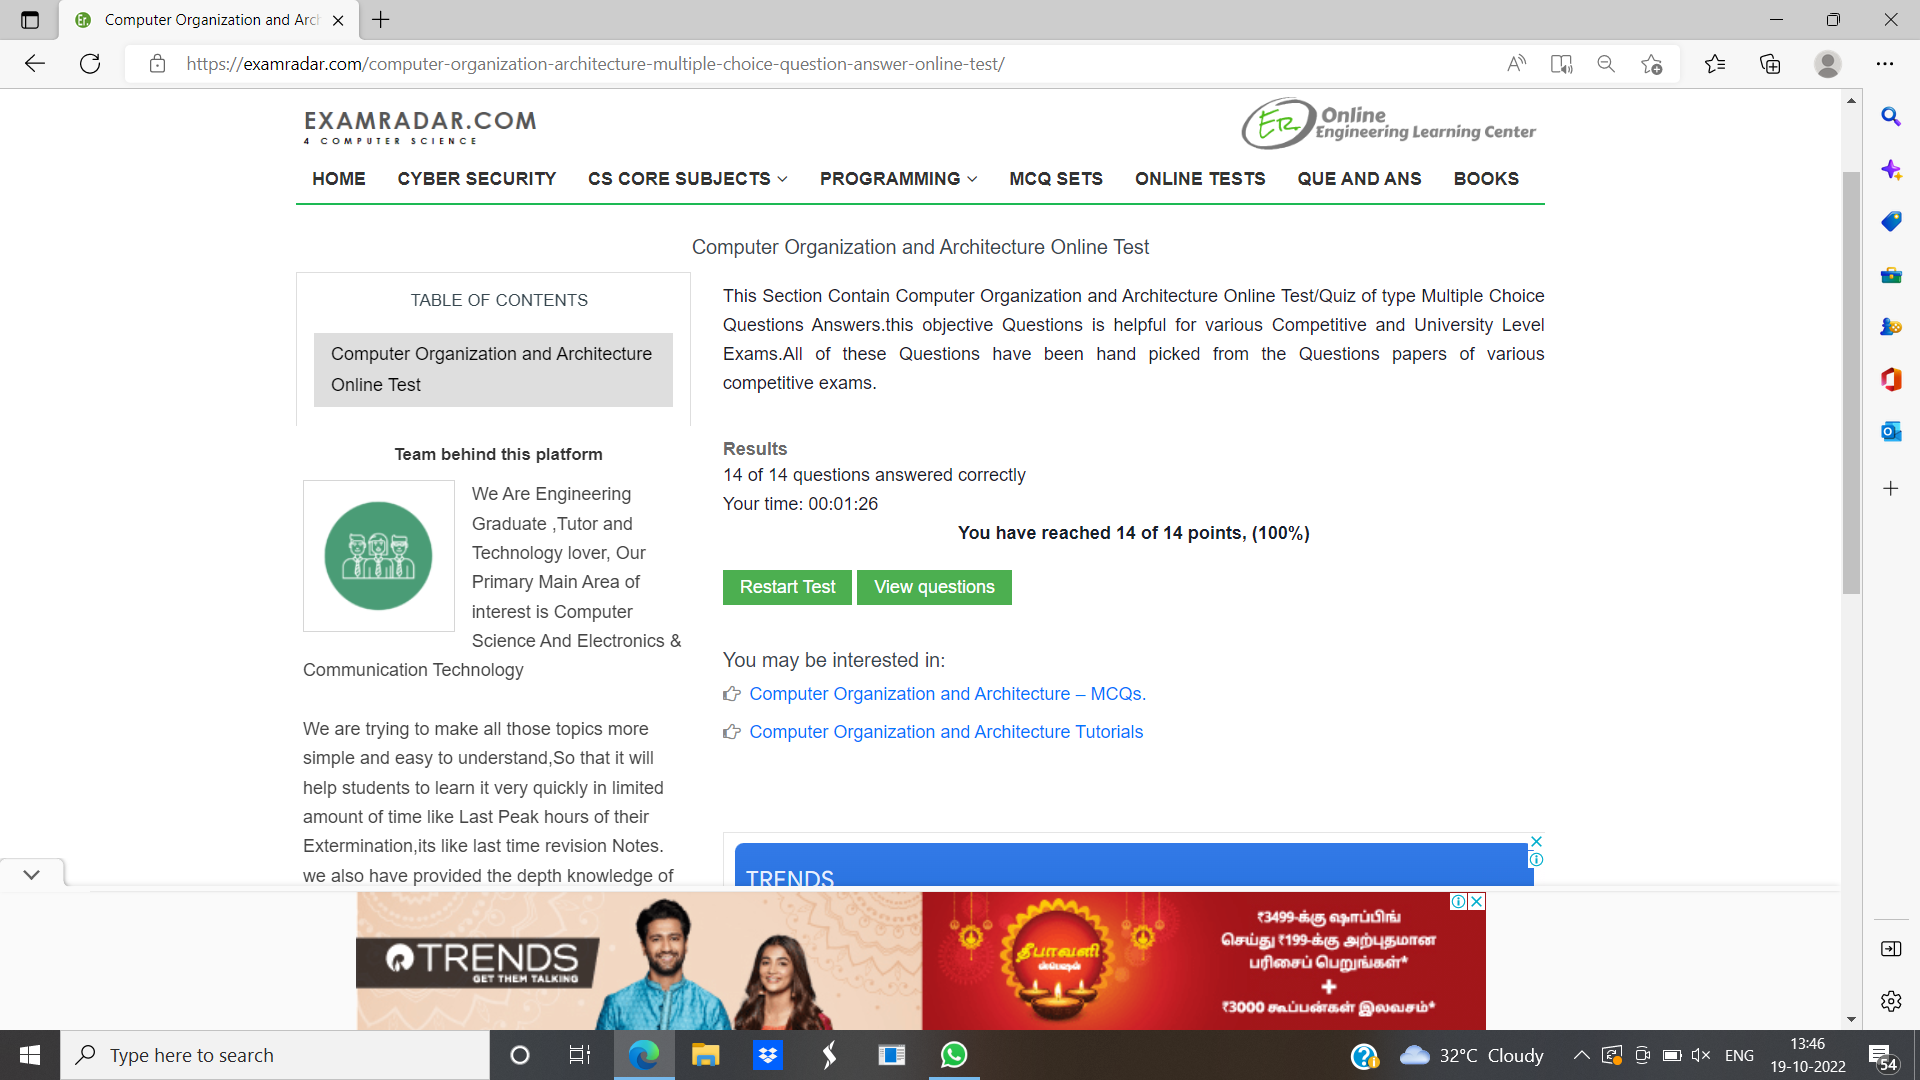 Computer Organization and Arc
https://examradar.com/computer-organization-architecture-multiple-choice-question-answer-online-test/
EXAMRADAR.COM
4 COMPUTER SCIENCE
ER Online
Engineering Learning Center
HOME CYBER SECURITY CS CORE SUBJECTS PROGRAMMING MCQ SETS ONLINE TESTS QUE AND ANS BOOKS
Computer Organization and Architecture Online Test
TABLE OF CONTENTS
Computer Organization and Architecture
Online Test
Team behind this platform
We Are Engineering
Graduate ,Tutor and
Technology lover, Our
Primary Main Area of
interest is Computer
Science And Electronics &
Communication Technology
We are trying to make all those topics more
simple and easy to understand,So that it will
help students to learn it very quickly in limited
amount of time like Last Peak hours of their
Extermination,its like last time revision Notes.
we also have provided the depth knowledge of
This Section Contain Computer Organization and Architecture Online Test/Quiz of type Multiple Choice
Questions Answers.this objective Questions is helpful for various Competitive and University Level
Exams.All of these Questions have been hand picked from the Questions papers of various
competitive exams.
Results
14 of 14 questions answered correctly
Your time: 00:01:26
You have reached 14 of 14 points, (100%)
Restart Test View questions
You may be interested in:
Computer Organization and Architecture – MCQs.
Computer Organization and Architecture Tutorials
TRENDS
TRENDS
GET THEM TALKING
தீபாவளி
ஸ்பெஷல்
₹3499-க்கு ஷாப்பிங்
செய்து ₹199-க்கு அற்புதமான
பரிசைப் பெறுங்கள்*
+
₹3000 கூப்பன்கள் இலவசம்*
Type here to search
32°C Cloudy
ENG
13:46
19-10-2022
54